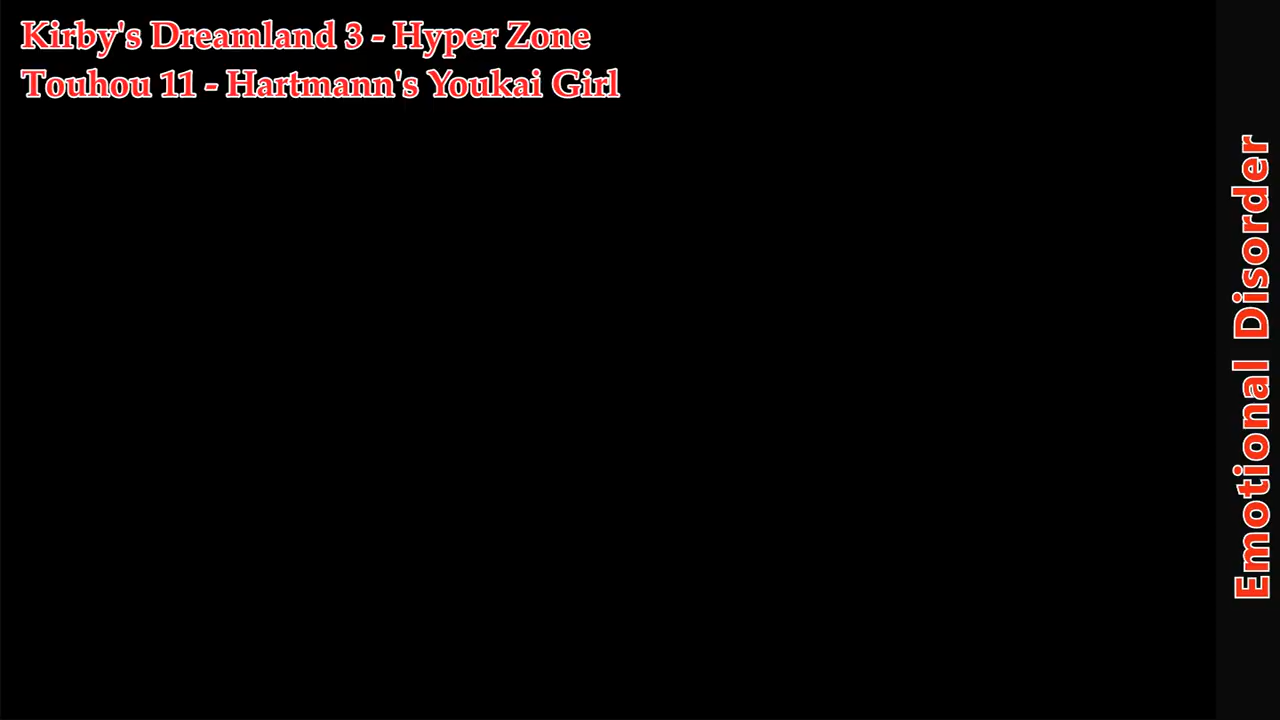 Kirby's Dreamland 3 - Hyper Zone
Touhou 11 - Hartmann's Youkai Girl
Emotional Disorder